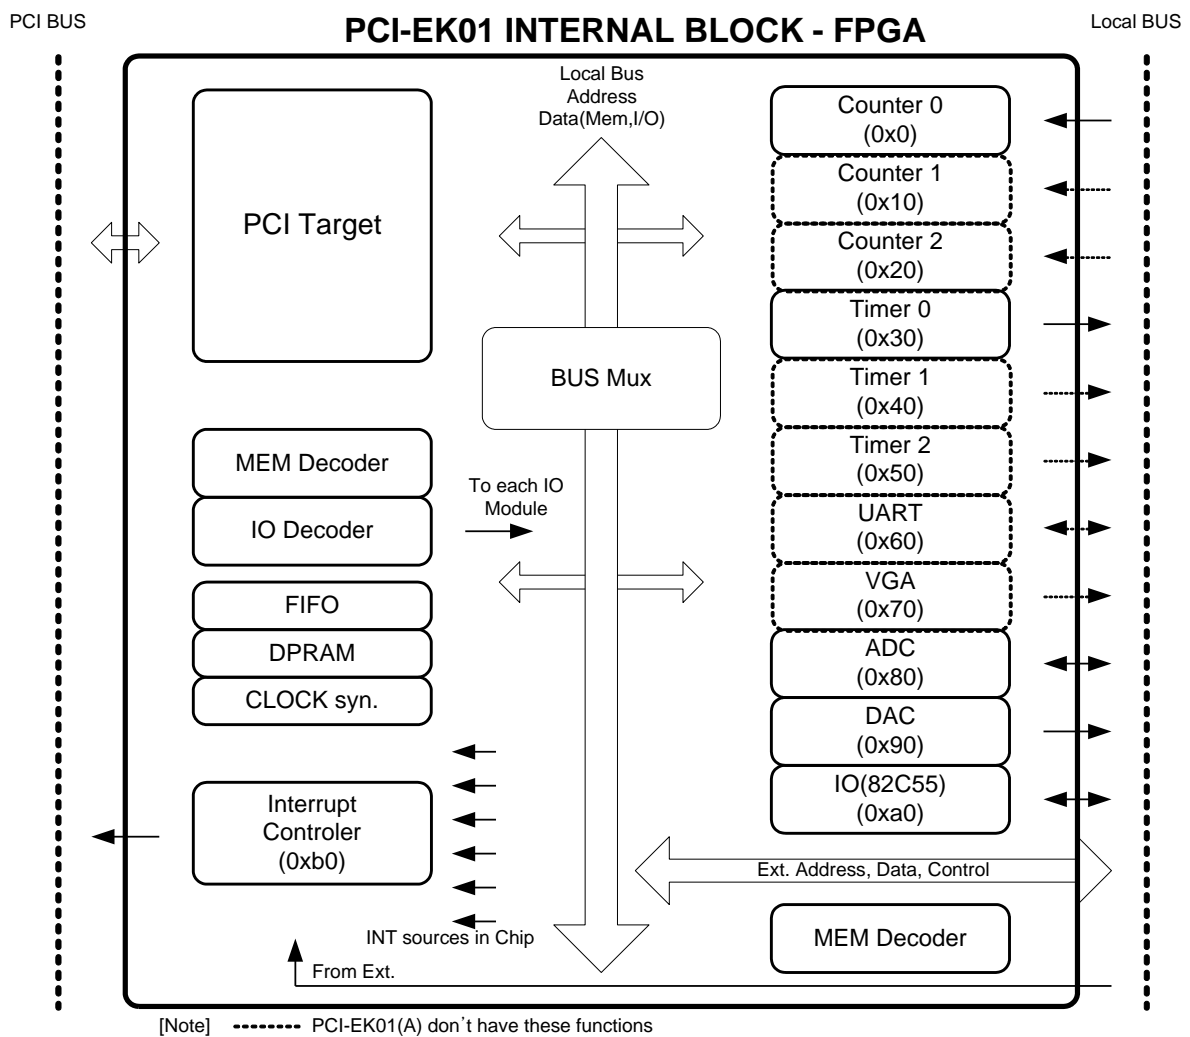 PCI BUS
PCI-EK01 INTERNAL BLOCK - FPGA
Local BUS
Local Bus
Address
Data(Mem,I/O)
PCI Target
BUS Mux
MEM Decoder
IO Decoder
To each IO
Module
FIFO
DPRAM
CLOCK syn.
Interrupt
Controler
(0xb0)
INT sources in Chip
From Ext.
Counter 0
(0x0)
Counter 1
(0x10)
Counter 2
(0x20)
Timer 0
(0x30)
Timer 1
(0x40)
Timer 2
(0x50)
UART
(0x60)
VGA
(0x70)
ADC
(0x80)
DAC
(0x90)
IO(82C55)
(0xa0)
Ext. Address, Data, Control
MEM Decoder
[Note] PCI-EK01(A) don't have these functions